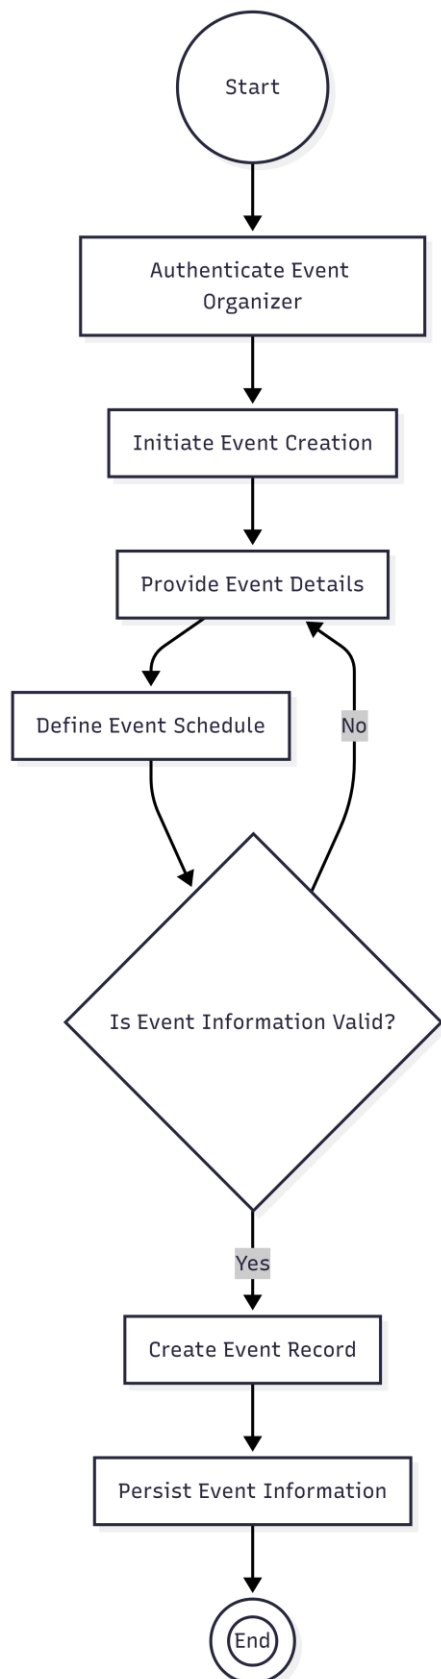 Start
Authenticate Event
Organizer
Initiate Event Creation
Provide Event Details
Define Event Schedule
No
Is Event Information Valid?
Yes
Create Event Record
Persist Event Information
End